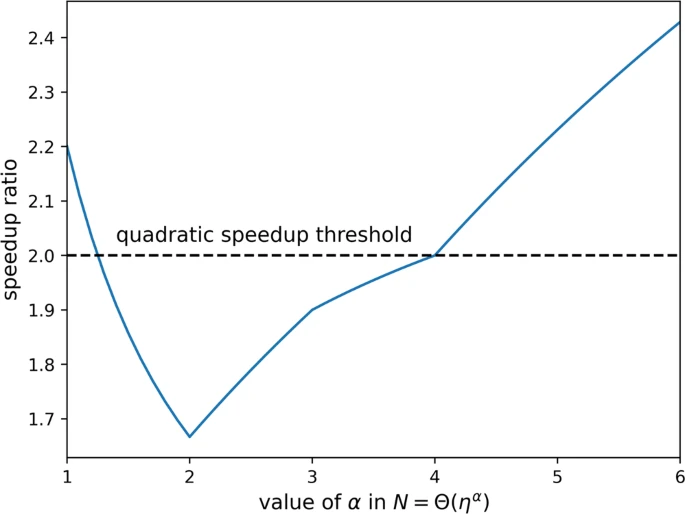 2.4
2.3
2.2
2.1
2.0
1.9
1.8
1.7
speedup ratio
quadratic speedup threshold
1 2 3 4 5 6
value of α in N = Θ(η^α)